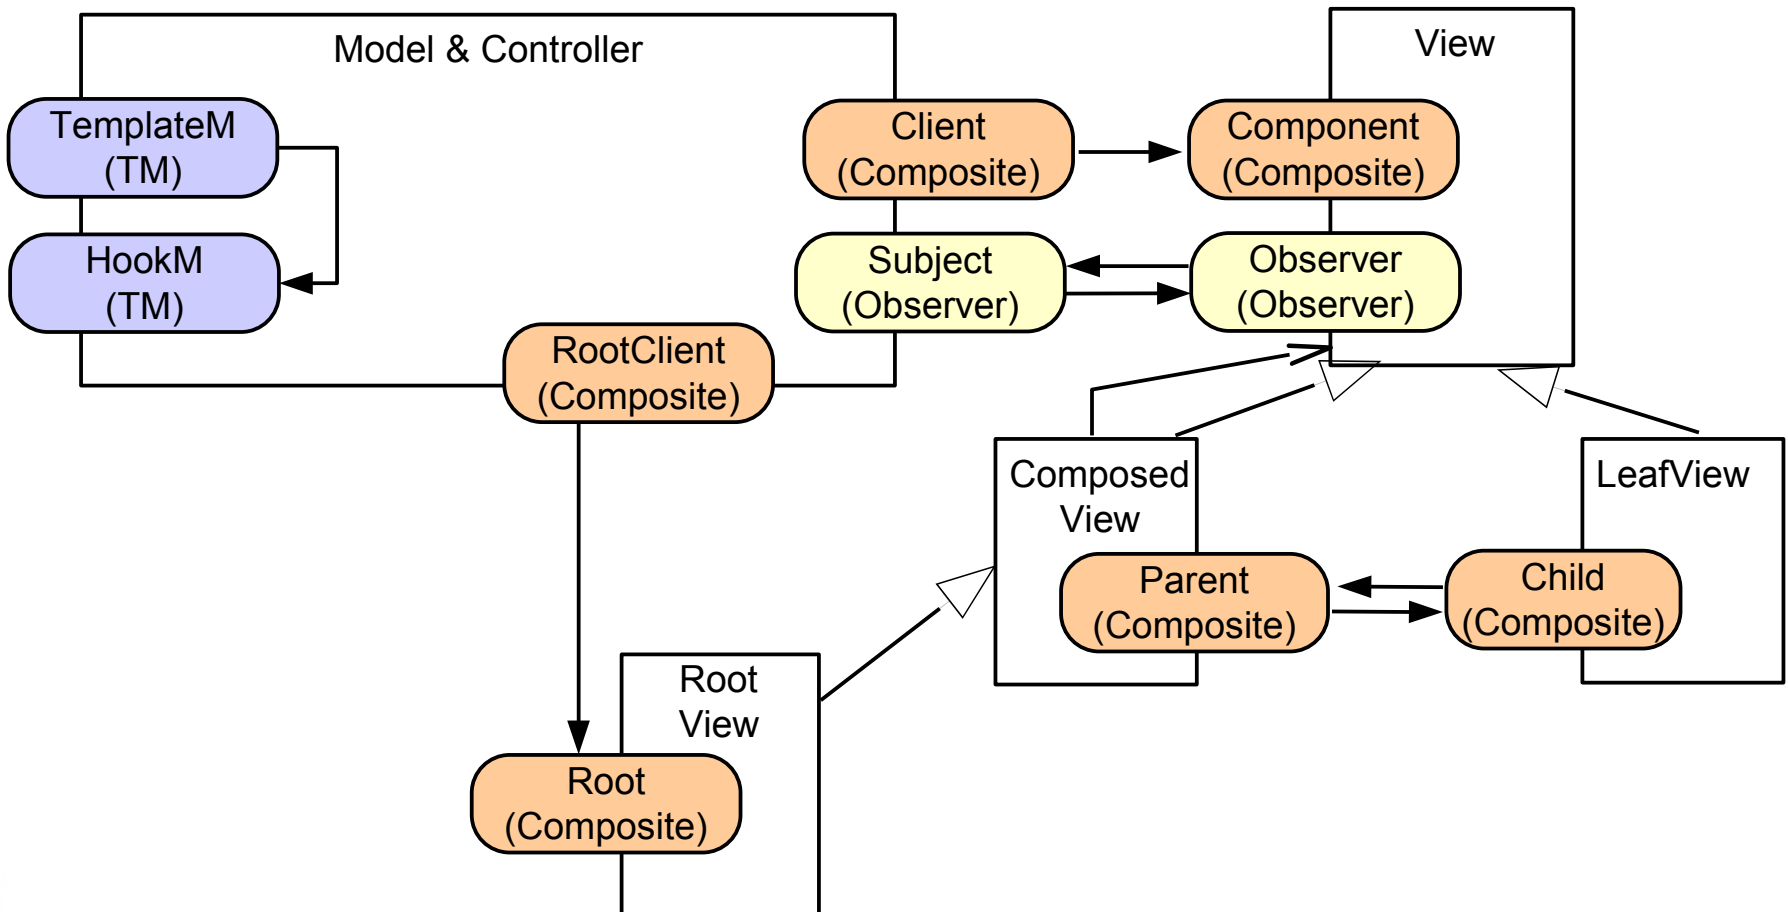 Model & Controller
View
TemplateM
(TM)
Client
(Composite)
Component
(Composite)
HookM
(TM)
Subject
(Observer)
Observer
(Observer)
RootClient
(Composite)
Composed
View
LeafView
Parent
(Composite)
Child
(Composite)
Root
View
Root
(Composite)